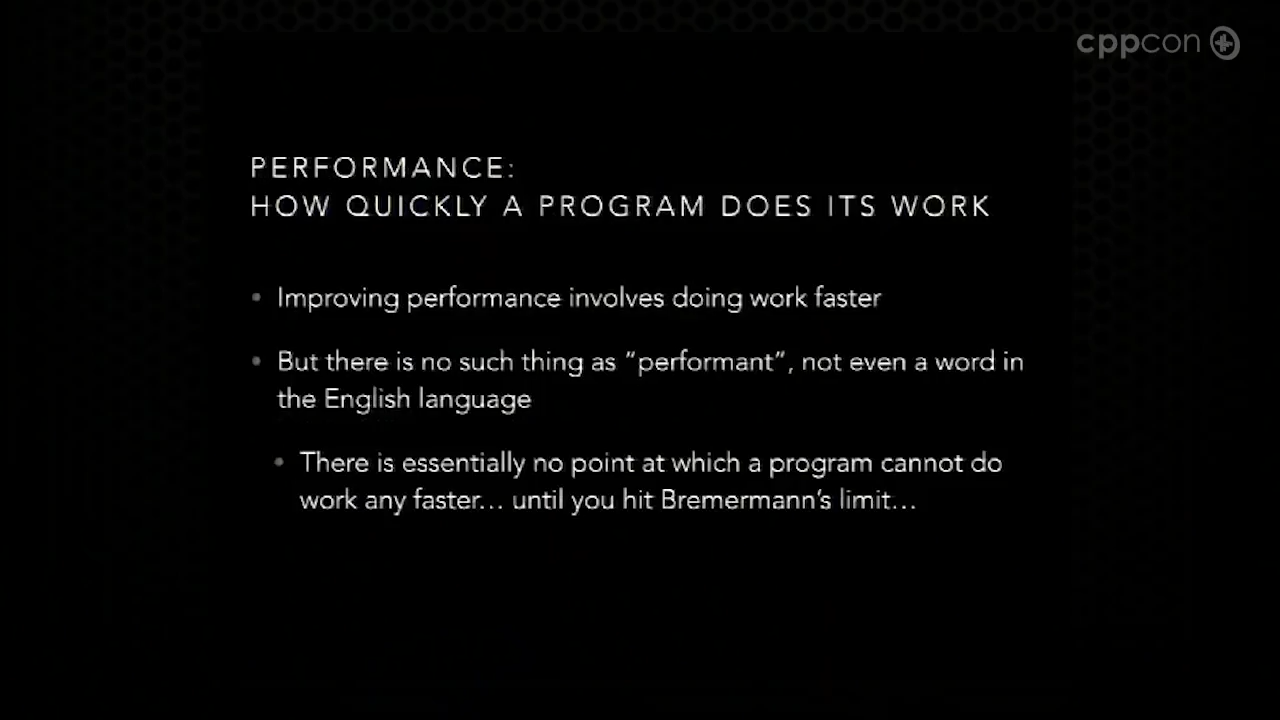 cppcon
PERFORMANCE:
HOW QUICKLY A PROGRAM DOES ITS WORK
• Improving performance involves doing work faster
• But there is no such thing as “performant”, not even a word in
the English language
• There is essentially no point at which a program cannot do
work any faster… until you hit Bremermann’s limit…